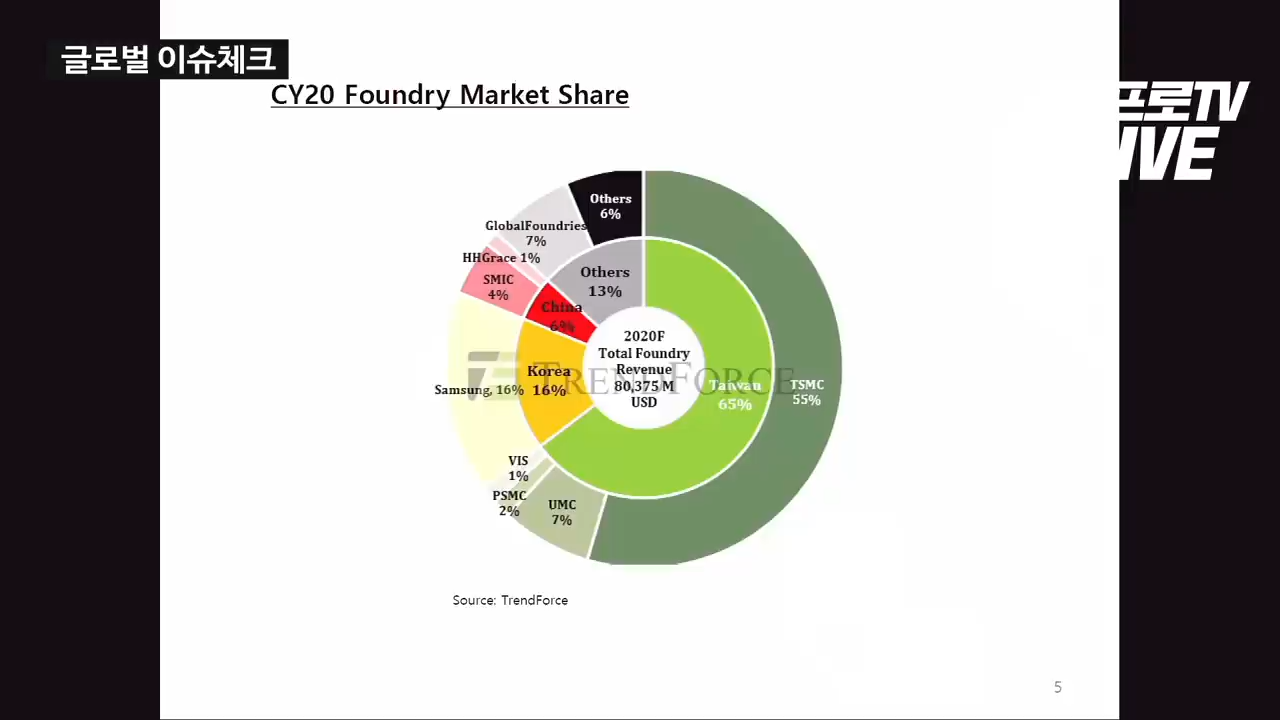 글로벌 이슈체크
CY20 Foundry Market Share
프로TV
IVE
Others
6%
GlobalFoundries
7%
HHGrace 1%
SMIC
4%
Others
13%
China
6%
2020F
Total Foundry
Revenue
80,375/M
USD
Korea
16%
Samsung, 16%
TRENDFORCE
Taiwan
65%
TSMC
55%
VIS
1%
PSMC
2%
UMC
7%
Source: TrendForce
5